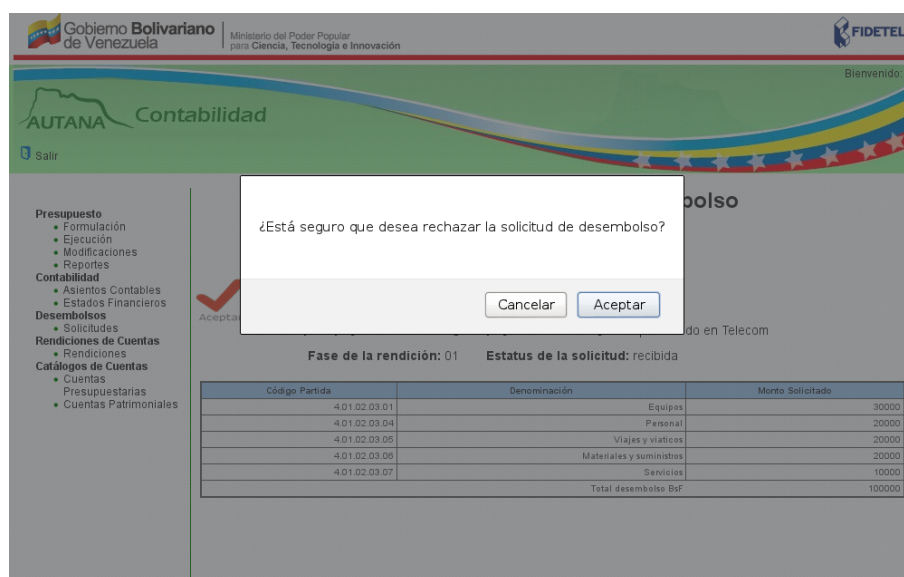 Gobierno Bolivariano
de Venezuela
Ministerio del Poder Popular
para Ciencia, Tecnología e Innovación
FIDETEL
Bienvenido:
AUTANA
Contabilidad
Salir
bolso
Presupuesto
Formulación
Ejecución
Modificaciones
Reportes
Contabilidad
Asientos Contables
Estados Financieros
Desembolsos
Solicitudes
Rendiciones de Cuentas
Rendiciones
Catálogos de Cuentas
Cuentas
Presupuestarias
Cuentas Patrimoniales
¿Está seguro que desea rechazar la solicitud de desembolso?
Cancelar Aceptar
Acepta
do en Telecom
Fase de la rendición: 01 Estatus de la solicitud: recibida
Código Partida Denominación Monto Solicitado
4.01.02.03.01 Equipos 30000
4.01.02.03.04 Personal 20000
4.01.02.03.05 Viajes y viaticos 20000
4.01.02.03.06 Materiales y suministros 20000
4.01.02.03.07 Servicios 10000
Total desembolso BsF 100000